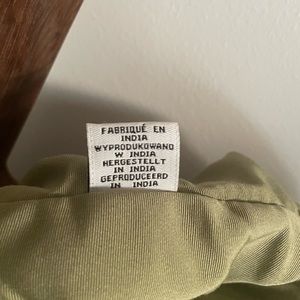 FABRIQUÉ EN
INDIA
WYPRODUKOWANO
W INDIA
HERGESTELLT
IN INDIA
GEPRODUCEERD
IN INDIA